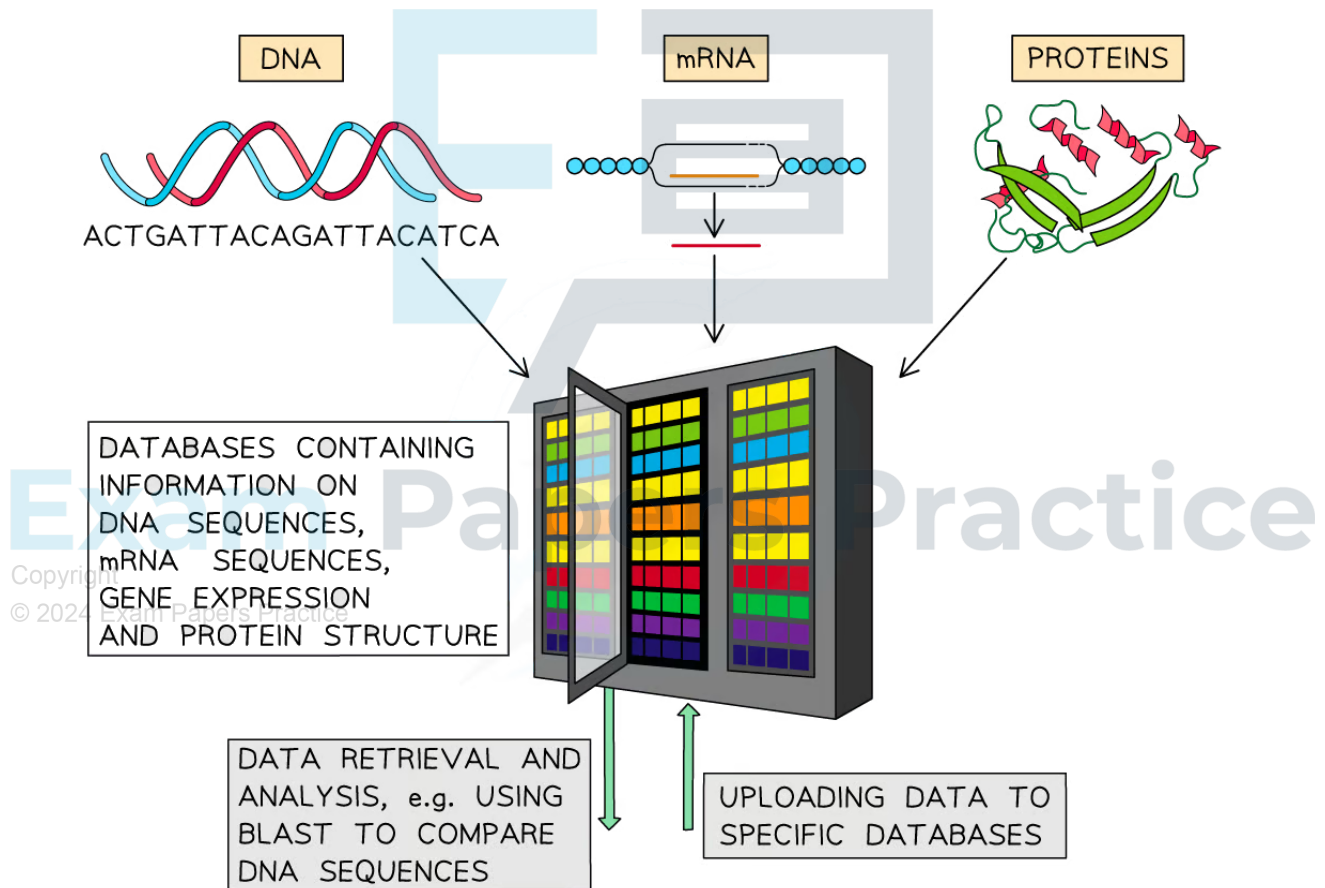 DNA
mRNA
PROTEINS
ACTGATTACAGATTACATCA
DATABASES CONTAINING
INFORMATION ON
DNA SEQUENCES,
mRNA SEQUENCES,
GENE EXPRESSION
AND PROTEIN STRUCTURE
Exam Papers Practice
Copyright
© 2024 Exam Papers Practice
DATA RETRIEVAL AND
ANALYSIS, e.g. USING
BLAST TO COMPARE
DNA SEQUENCES
UPLOADING DATA TO
SPECIFIC DATABASES